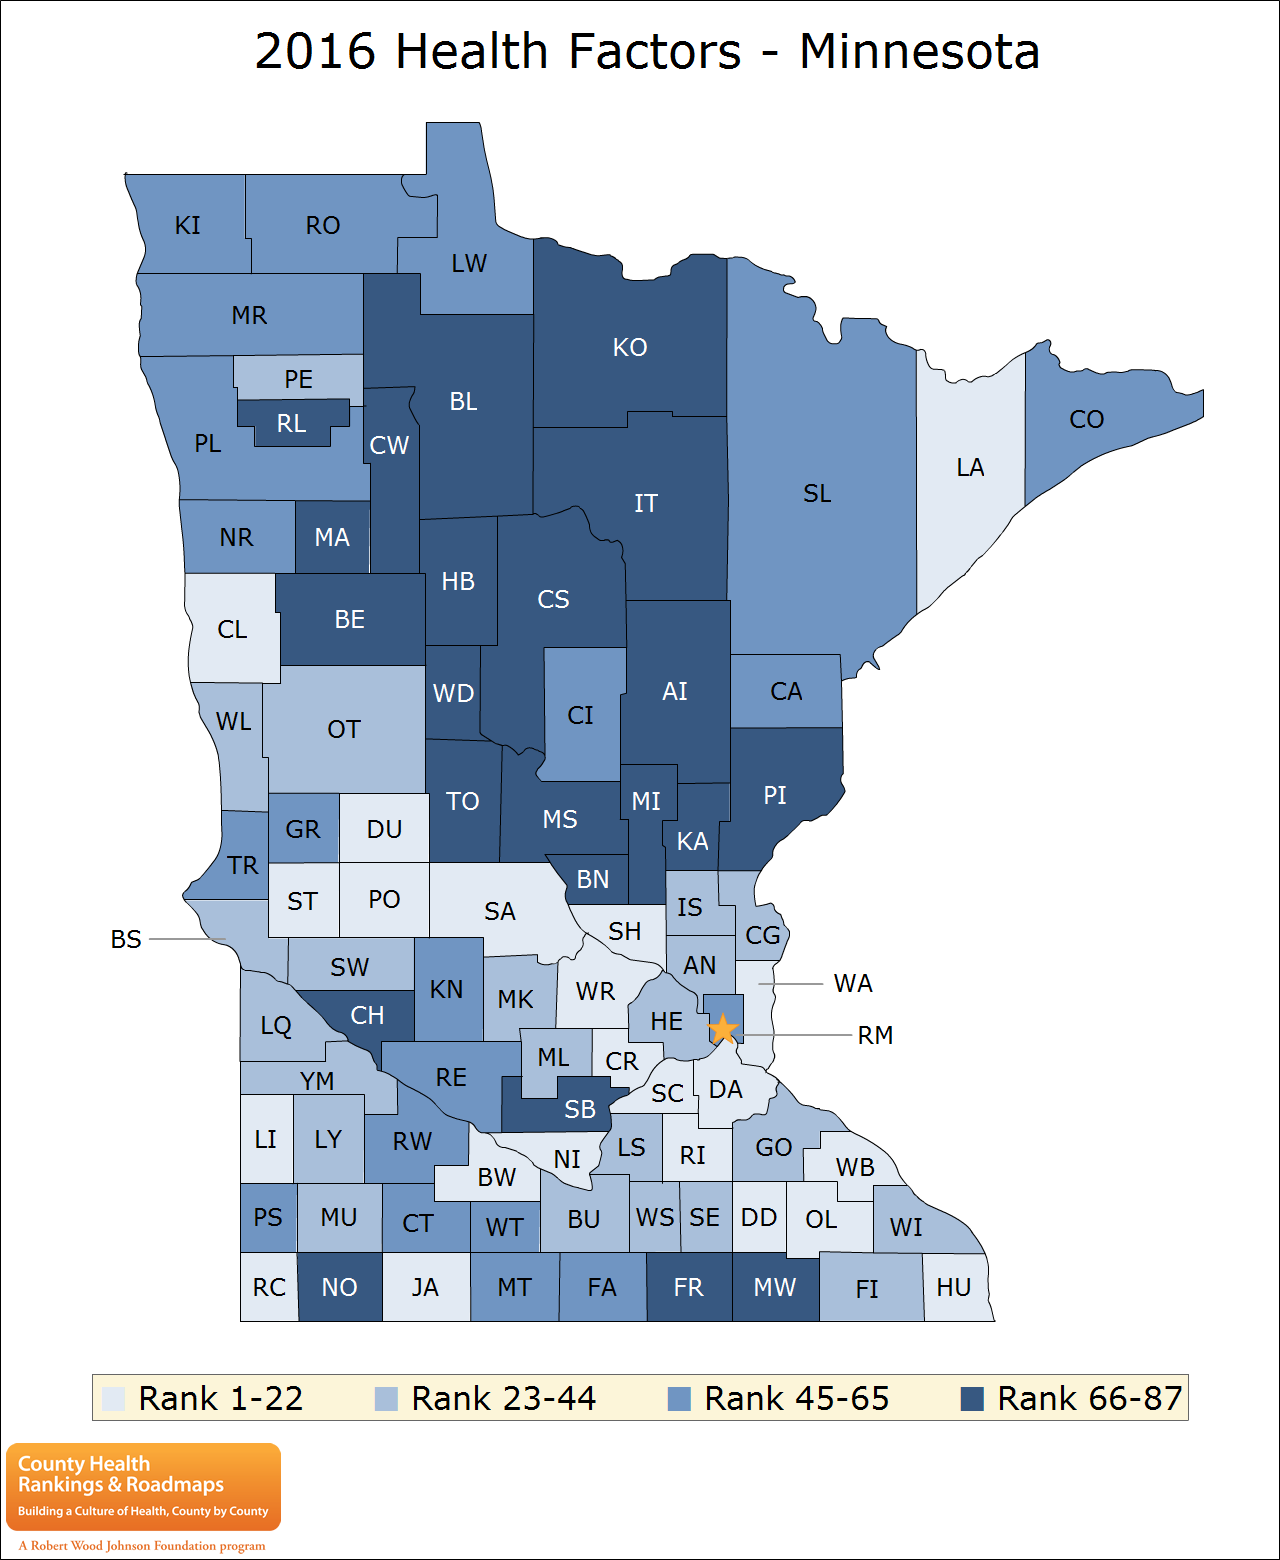 2016 Health Factors - Minnesota
KI
RO
LW
MR
KO
PE
BL
RL
CW
PL
CO
LA
SL
IT
NR
MA
HB
CS
BE
CL
WD
AI
CA
CI
WL
OT
TO
MI
PI
MS
GR
DU
KA
TR
BN
ST
PO
SA
IS
SH
CG
BS
SW
AN
KN
WA
MK
WR
CH
HE
LQ
RM
ML
CR
YM
RE
SC
DA
SB
LI
LY
RW
LS
GO
RI
NI
WB
BW
PS
MU
CT
WT
BU
WS
SE
DD
OL
WI
RC
NO
JA
MT
FA
FR
MW
FI
HU
Rank 1-22
Rank 23-44
Rank 45-65
Rank 66-87
County Health
Rankings & Roadmaps
Building a Culture of Health, County by County
A Robert Wood Johnson Foundation program